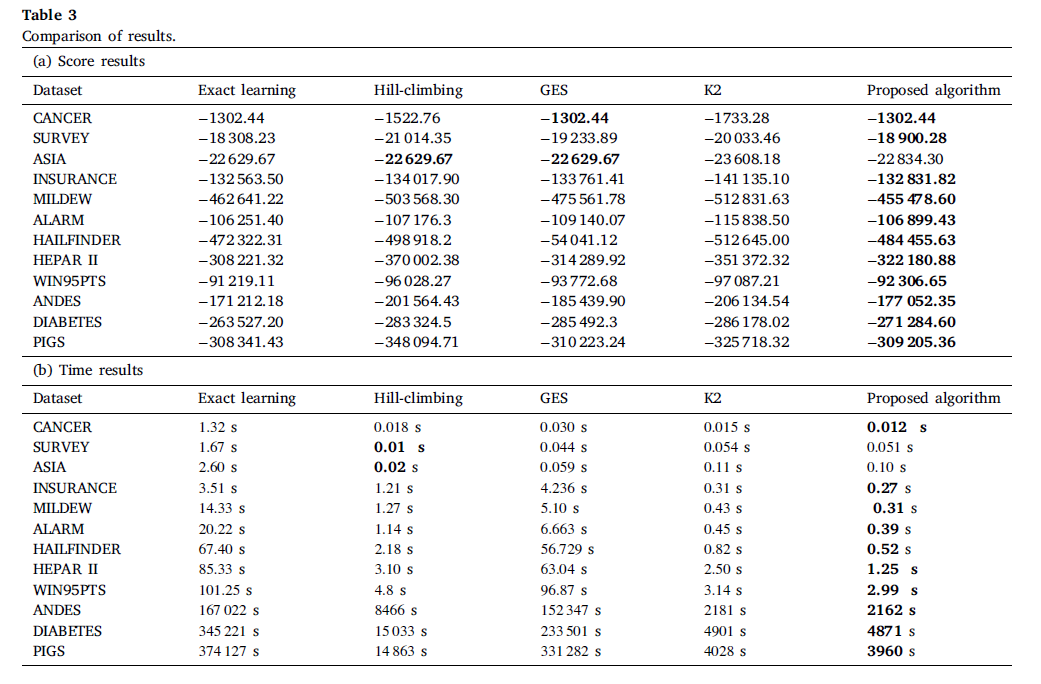 Table 3
Comparison of results.
(a) Score results
Dataset Exact learning Hill-climbing GES K2 Proposed algorithm
CANCER −1302.44 −1522.76 −1302.44 −1733.28 −1302.44
SURVEY −18 308.23 −21 014.35 −19 233.89 −20 033.46 −18 900.28
ASIA −22 629.67 −22 629.67 −22 629.67 −23 608.18 −22 834.30
INSURANCE −132 563.50 −134 017.90 −133 761.41 −141 135.10 −132 831.82
MILDEW −462 641.22 −503 568.30 −475 561.78 −512 831.63 −455 478.60
ALARM −106 251.40 −107 176.3 −109 140.07 −115 838.50 −106 899.43
HAILFINDER −472 322.31 −498 918.2 −54 041.12 −512 645.00 −484 455.63
HEPAR II −308 221.32 −370 002.38 −314 289.92 −351 372.32 −322 180.88
WIN95PTS −91 219.11 −96 028.27 −93 772.68 −97 087.21 −92 306.65
ANDES −171 212.18 −201 564.43 −185 439.90 −206 134.54 −177 052.35
DIABETES −263 527.20 −283 324.5 −285 492.3 −286 178.02 −271 284.60
PIGS −308 341.43 −348 094.71 −310 223.24 −325 718.32 −309 205.36
(b) Time results
Dataset Exact learning Hill-climbing GES K2 Proposed algorithm
CANCER 1.32 s 0.018 s 0.030 s 0.015 s 0.012 s
SURVEY 1.67 s 0.01 s 0.044 s 0.054 s 0.051 s
ASIA 2.60 s 0.02 s 0.059 s 0.11 s 0.10 s
INSURANCE 3.51 s 1.21 s 4.236 s 0.31 s 0.27 s
MILDEW 14.33 s 1.27 s 5.10 s 0.43 s 0.31 s
ALARM 20.22 s 1.14 s 6.663 s 0.45 s 0.39 s
HAILFINDER 67.40 s 2.18 s 56.729 s 0.82 s 0.52 s
HEPAR II 85.33 s 3.10 s 63.04 s 2.50 s 1.25 s
WIN95PTS 101.25 s 4.8 s 96.87 s 3.14 s 2.99 s
ANDES 167 022 s 8466 s 152 347 s 2181 s 2162 s
DIABETES 345 221 s 15 033 s 233 501 s 4901 s 4871 s
PIGS 374 127 s 14 863 s 331 282 s 4028 s 3960 s